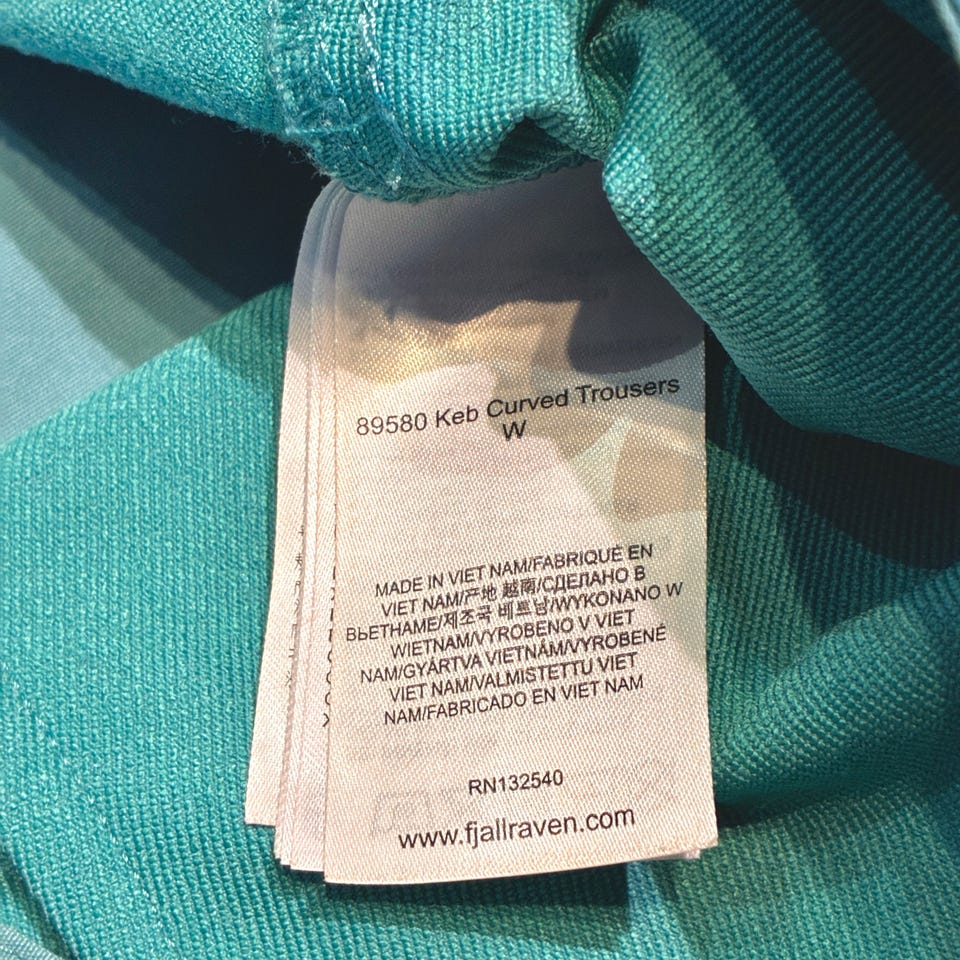 89580 Keb Curved Trousers
W
MADE IN VIET NAM/FABRIQUÉ EN
VIET NAM/产地 越南/СДЕЛАНО В
ВЬЕТНАМЕ/제조국 베트남/WYKONANO W
WIETNAM/VYROBENO V VIET
NAM/GYÁRTVA VIETNÁM/VYROBENÉ
VIET NAM/VALMISTETTU VIET
NAM/FABRICADO EN VIET NAM
RN132540
www.fjallraven.com